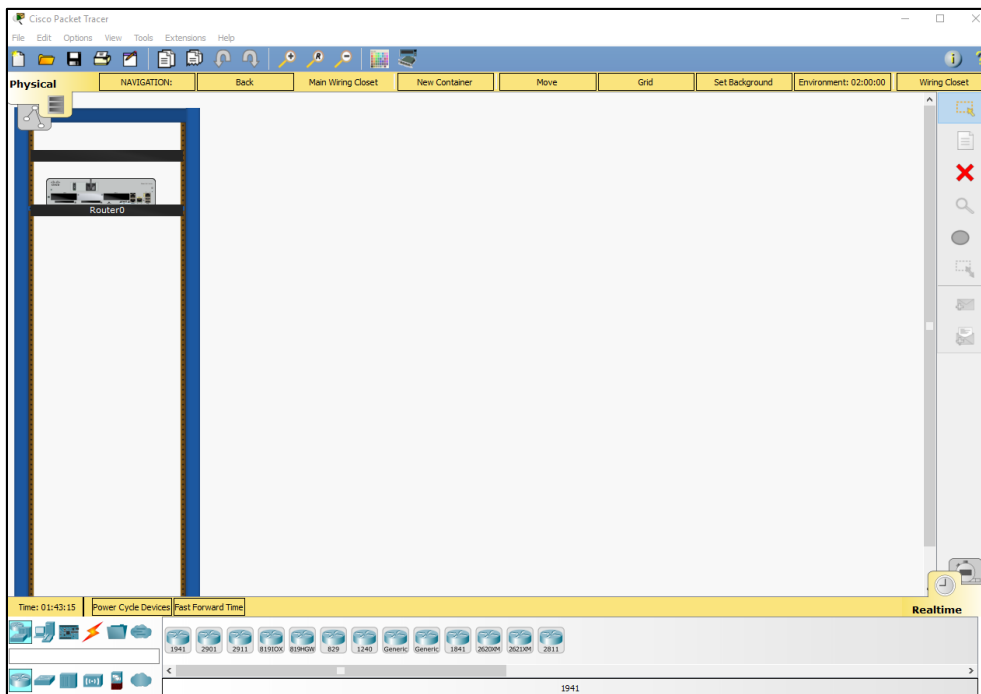 Cisco Packet Tracer
File Edit Options View Tools Extensions Help
Physical NAVIGATION: Back Main Wiring Closet New Container Move Grid Set Background Environment: 02:00:00 Wiring Closet
Router0
Time: 01:43:15 Power Cycle Devices Fast Forward Time Realtime
1941 2901 2911 819IOX 819HGW 829 1240 Generic Generic 1841 2620XM 2621XM 2811
1941